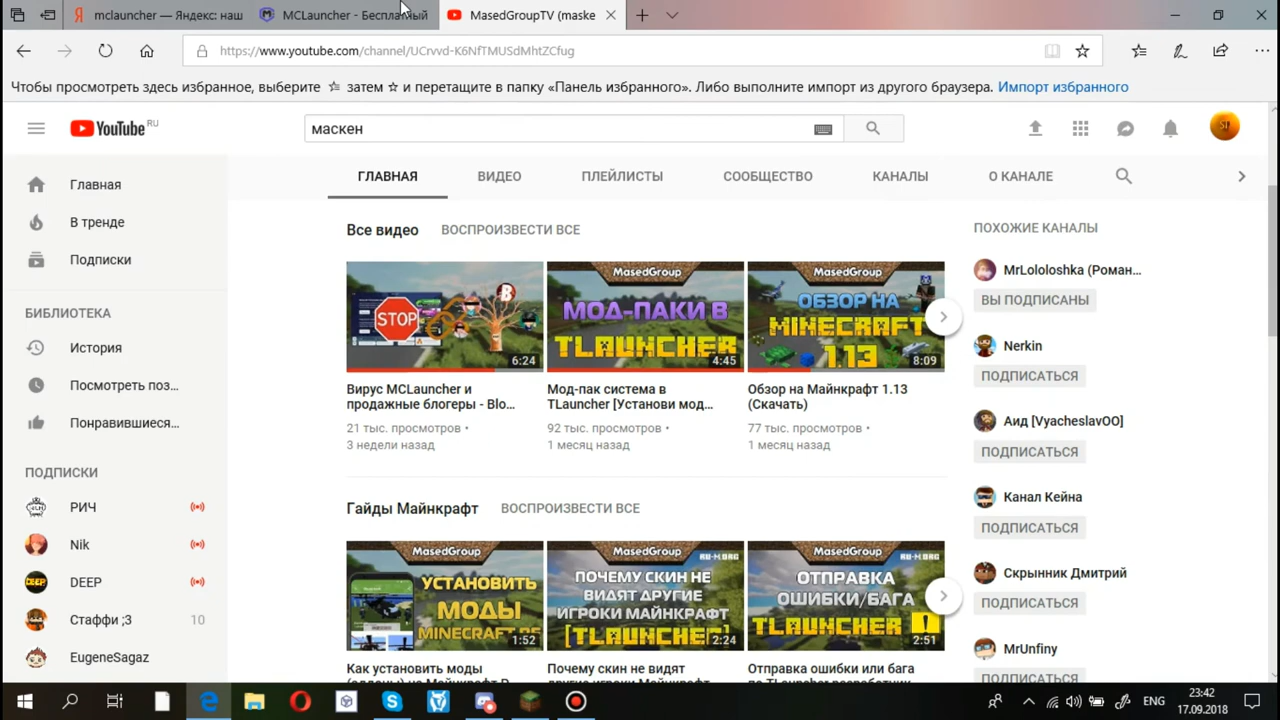 mclauncher — Яндекс: наш
MCLauncher - Бесплатный
MasedGroupTV (maske
https://www.youtube.com/channel/UCrvvd-K6NfTMUSdMhtZCfug
Чтобы просмотреть здесь избранное, выберите затем и перетащите в папку «Панель избранного». Либо выполните импорт из другого браузера. Импорт избранного
YouTube RU
маскен
ГЛАВНАЯ
ВИДЕО
ПЛЕЙЛИСТЫ
СООБЩЕСТВО
КАНАЛЫ
О КАНАЛЕ
Главная
В тренде
Подписки
БИБЛИОТЕКА
История
Посмотреть поз...
Понравившиеся...
ПОДПИСКИ
РИЧ
Nik
DEEP
Стаффи ;3 10
EugeneSagaz
Все видео ВОСПРОИЗВЕСТИ ВСЕ
STOP
B
6:24
Вирус MCLauncher и
продажные блогеры - Blo...
21 тыс. просмотров •
3 недели назад
MasedGroup
МОД-ПАКИ В
TLAUNCHER
4:45
Мод-пак система в
TLauncher [Установи мод...
92 тыс. просмотров •
1 месяц назад
MasedGroup
ОБЗОР НА
MINECRAFT
1.13
8:09
Обзор на Майнкрафт 1.13
(Скачать)
77 тыс. просмотров •
1 месяц назад
Гайды Майнкрафт ВОСПРОИЗВЕСТИ ВСЕ
MasedGroup
УСТАНОВИТЬ
МОДЫ
MINECRAFT PE
1:52
Как установить моды
MasedGroup
RU-M.ORG
ПОЧЕМУ СКИН НЕ
ВИДЯТ ДРУГИЕ
ИГРОКИ МАЙНКРАФТ
[TLAUNCHER]
2:24
Почему скин не видят
MasedGroup
RU-M.ORG
ОТПРАВКА
ОШИБКИ/БАГА
TLAUNCHER
2:51
Отправка ошибки или бага
ПОХОЖИЕ КАНАЛЫ
MrLololoshka (Роман...
ВЫ ПОДПИСАНЫ
Nerkin
ПОДПИСАТЬСЯ
Аид [VyacheslavOO]
ПОДПИСАТЬСЯ
Канал Кейна
ПОДПИСАТЬСЯ
Скрынник Дмитрий
ПОДПИСАТЬСЯ
MrUnfiny
ПОДПИСАТЬСЯ
ENG
23:42
17.09.2018